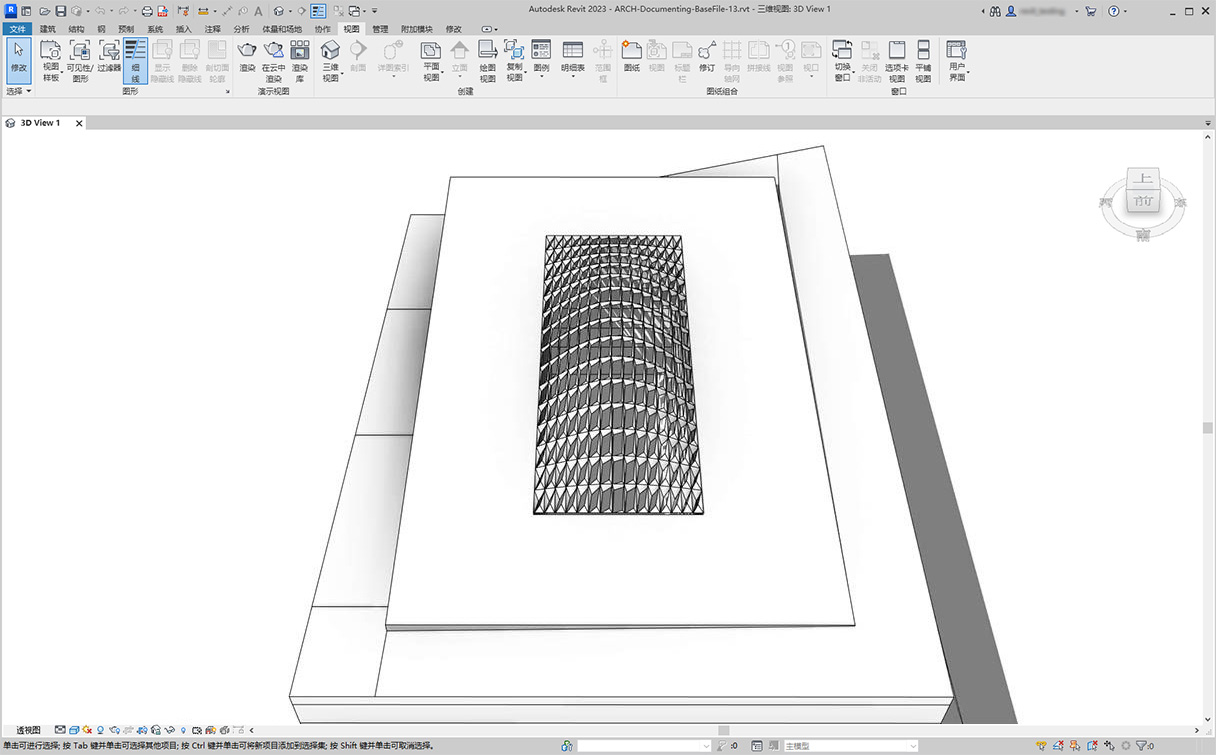 Autodesk Revit 2023 - ARCH-Documenting-BaseFile-13.rvt - 三维视图: 3D View 1
文件 建筑 结构 钢 预制 系统 插入 注释 分析 体量和场地 协作 视图 管理 附加模块 修改
修改 视图样板 可见性/图形 过滤器 细线 显示隐藏线 删除隐藏线 剖切面轮廓 渲染 在云中渲染 渲染库 三维视图 剖面 详图索引 平面视图 立面 绘图视图 复制视图 图例 明细表 范围框 图纸 视图 标题栏 修订 导向轴网 拼接线 视图参照 视口 切换窗口 关闭非活动 选项卡视图 平铺视图 用户界面
选择 图形 演示视图 创建 图纸组合 窗口
3D View 1
上
前
南
透视图
单击可进行选择; 按 Tab 键并单击可选择其他项目; 按 Ctrl 键并单击可将新项目添加到选择集; 按 Shift 键并单击可取消选择。
:0
主模型
:0